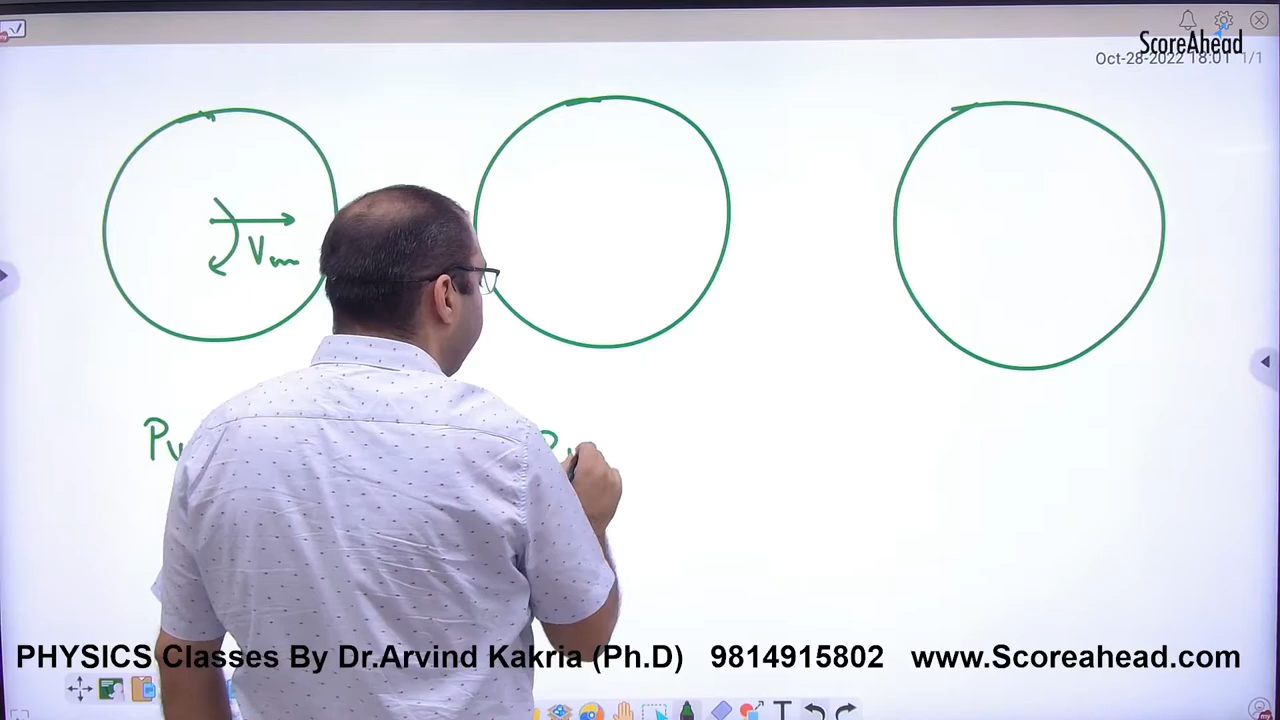 ScoreAhead
Oct-28-2022 18:01 1/1
Vcm
PHYSICS Classes By Dr.Arvind Kakria (Ph.D) 9814915802 www.Scoreahead.com